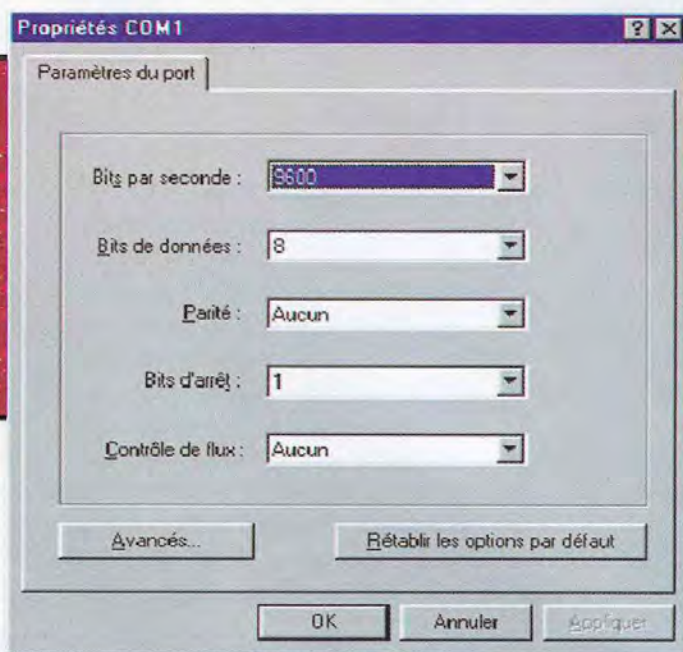 Propriétés COM1
Paramètres du port
Bits par seconde : 9600
Bits de données : 8
Parité : Aucun
Bits d'arrêt : 1
Contrôle de flux : Aucun
Avancés... Rétablir les options par défaut
OK Annuler Appliquer